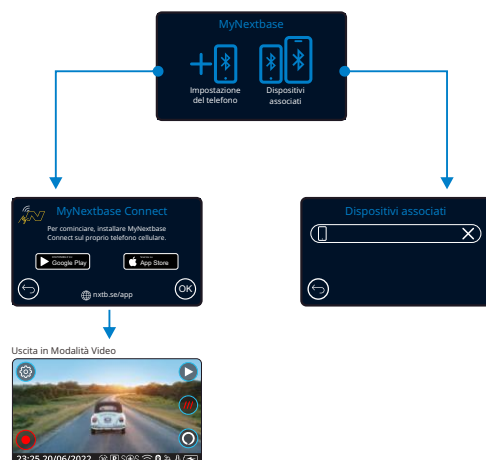 MyNextbase
Impostazione
del telefono
Dispositivi
associati
MyNextbase Connect
Per cominciare, installare MyNextbase
Connect sul proprio telefono cellulare.
Google Play
App Store
OK
nxtb.se/app
Dispositivi associati
Uscita in Modalità Video
23:25 20/06/2022